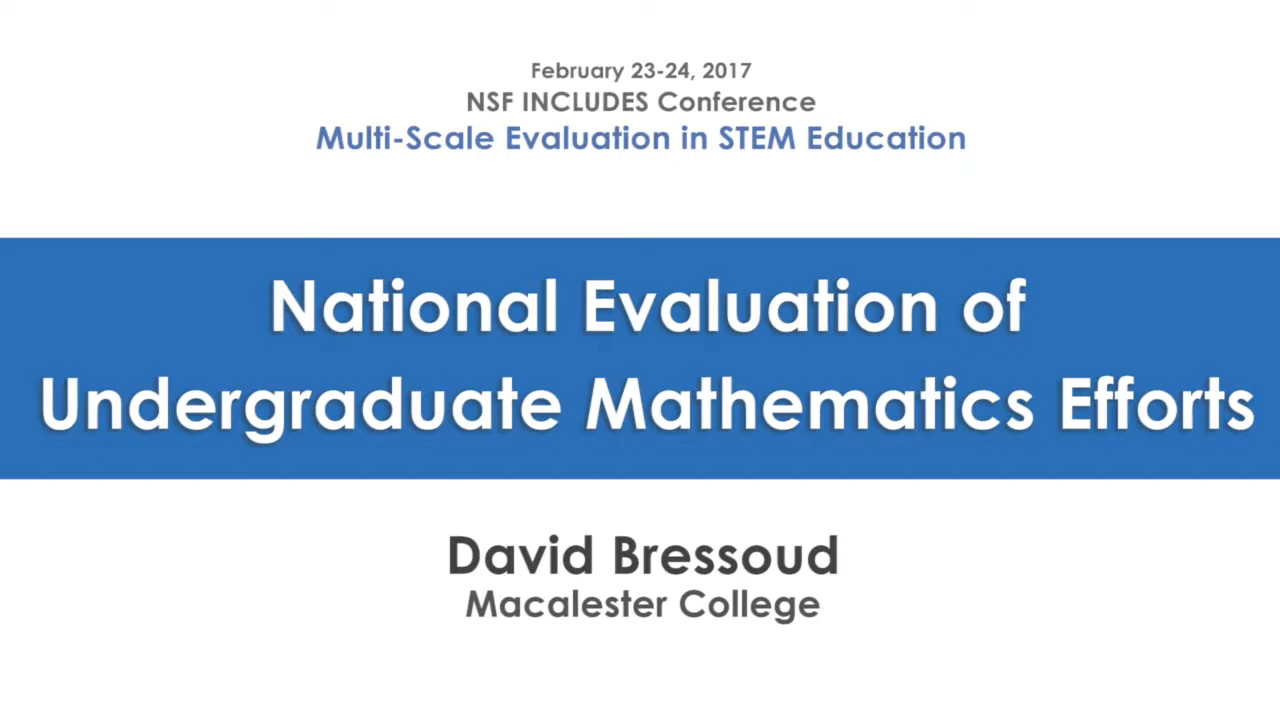 February 23-24, 2017
NSF INCLUDES Conference
Multi-Scale Evaluation in STEM Education
National Evaluation of
Undergraduate Mathematics Efforts
David Bressoud
Macalester College